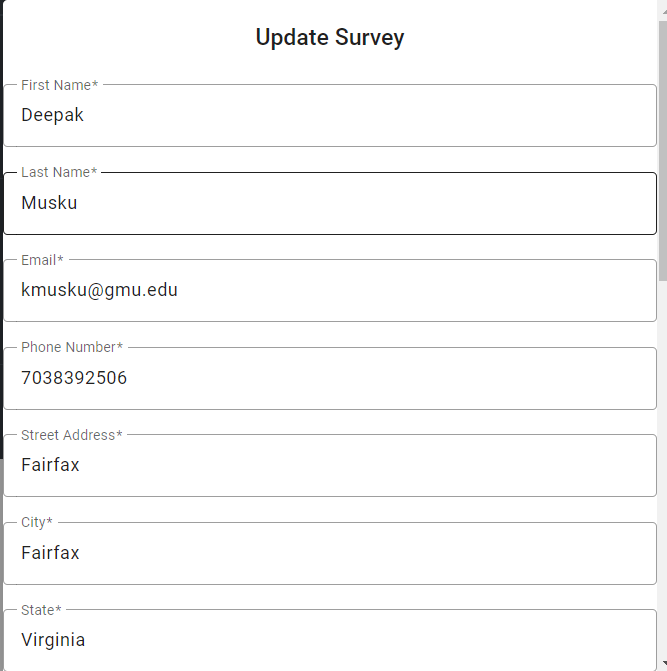 Update Survey
First Name*
Deepak
Last Name*
Musku
Email*
kmusku@gmu.edu
Phone Number*
7038392506
Street Address*
Fairfax
City*
Fairfax
State*
Virginia